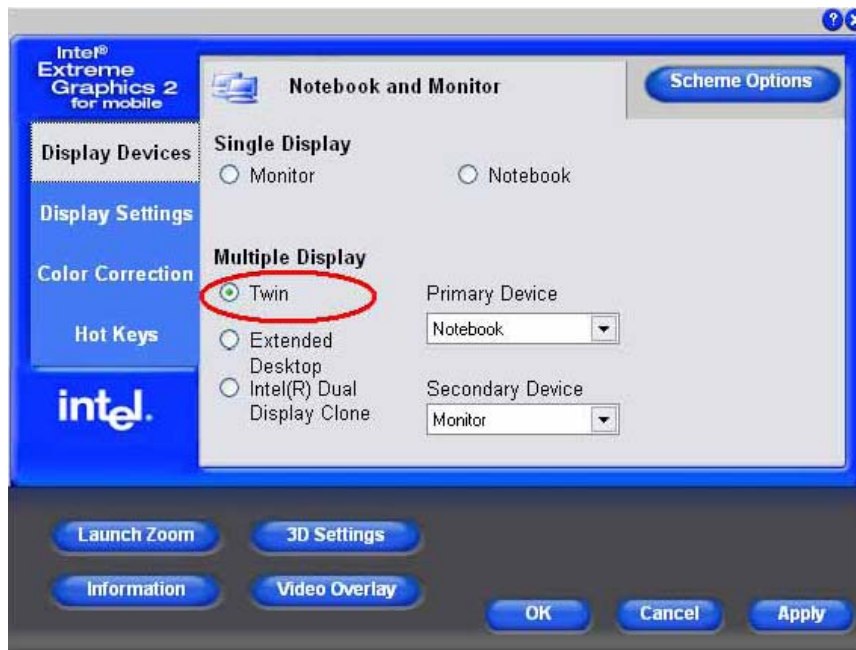 Intel®
Extreme
Graphics 2
for mobile
Notebook and Monitor
Scheme Options
Display Devices
Display Settings
Color Correction
Hot Keys
intel.
Single Display
Monitor
Notebook
Multiple Display
Twin
Extended
Desktop
Intel(R) Dual
Display Clone
Primary Device
Notebook
Secondary Device
Monitor
Launch Zoom
3D Settings
Information
Video Overlay
OK
Cancel
Apply